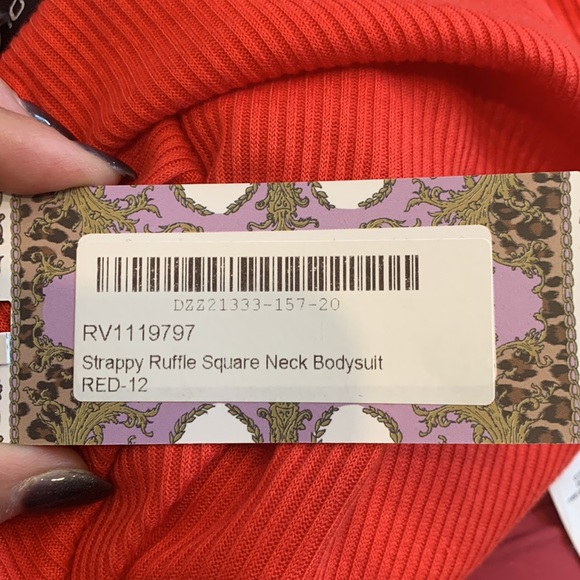 DZZ21333-157-20
RV1119797
Strappy Ruffle Square Neck Bodysuit
RED-12